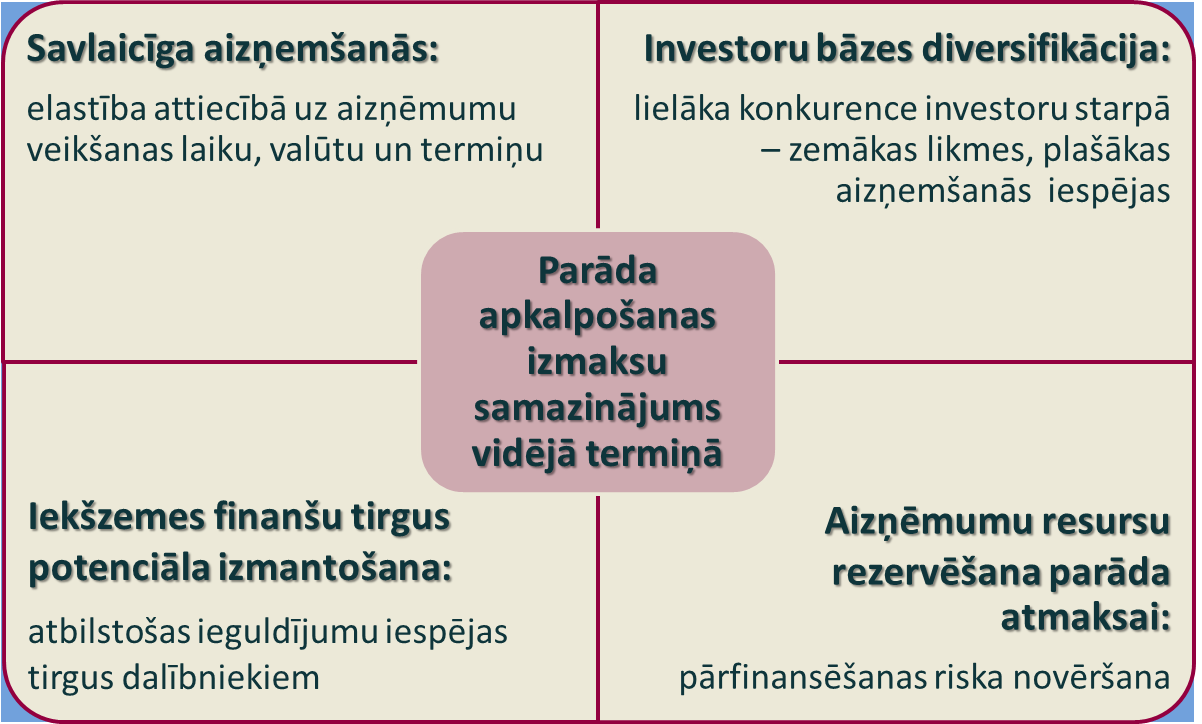 Savlaicīga aizņemšanās:
elastība attiecībā uz aizņēmumu
veikšanas laiku, valūtu un termiņu
Investoru bāzes diversifikācija:
lielāka konkurence investoru starpā
– zemākas likmes, plašākas
aizņemšanās iespējas
Parāda
apkalpošanas
izmaksu
samazinājums
vidējā termiņā
Iekšzemes finanšu tirgus
potenciāla izmantošana:
atbilstošas ieguldījumu iespējas
tirgus dalībniekiem
Aizņēmumu resursu
rezervēšana parāda
atmaksai:
pārfinansēšanas riska novēršana